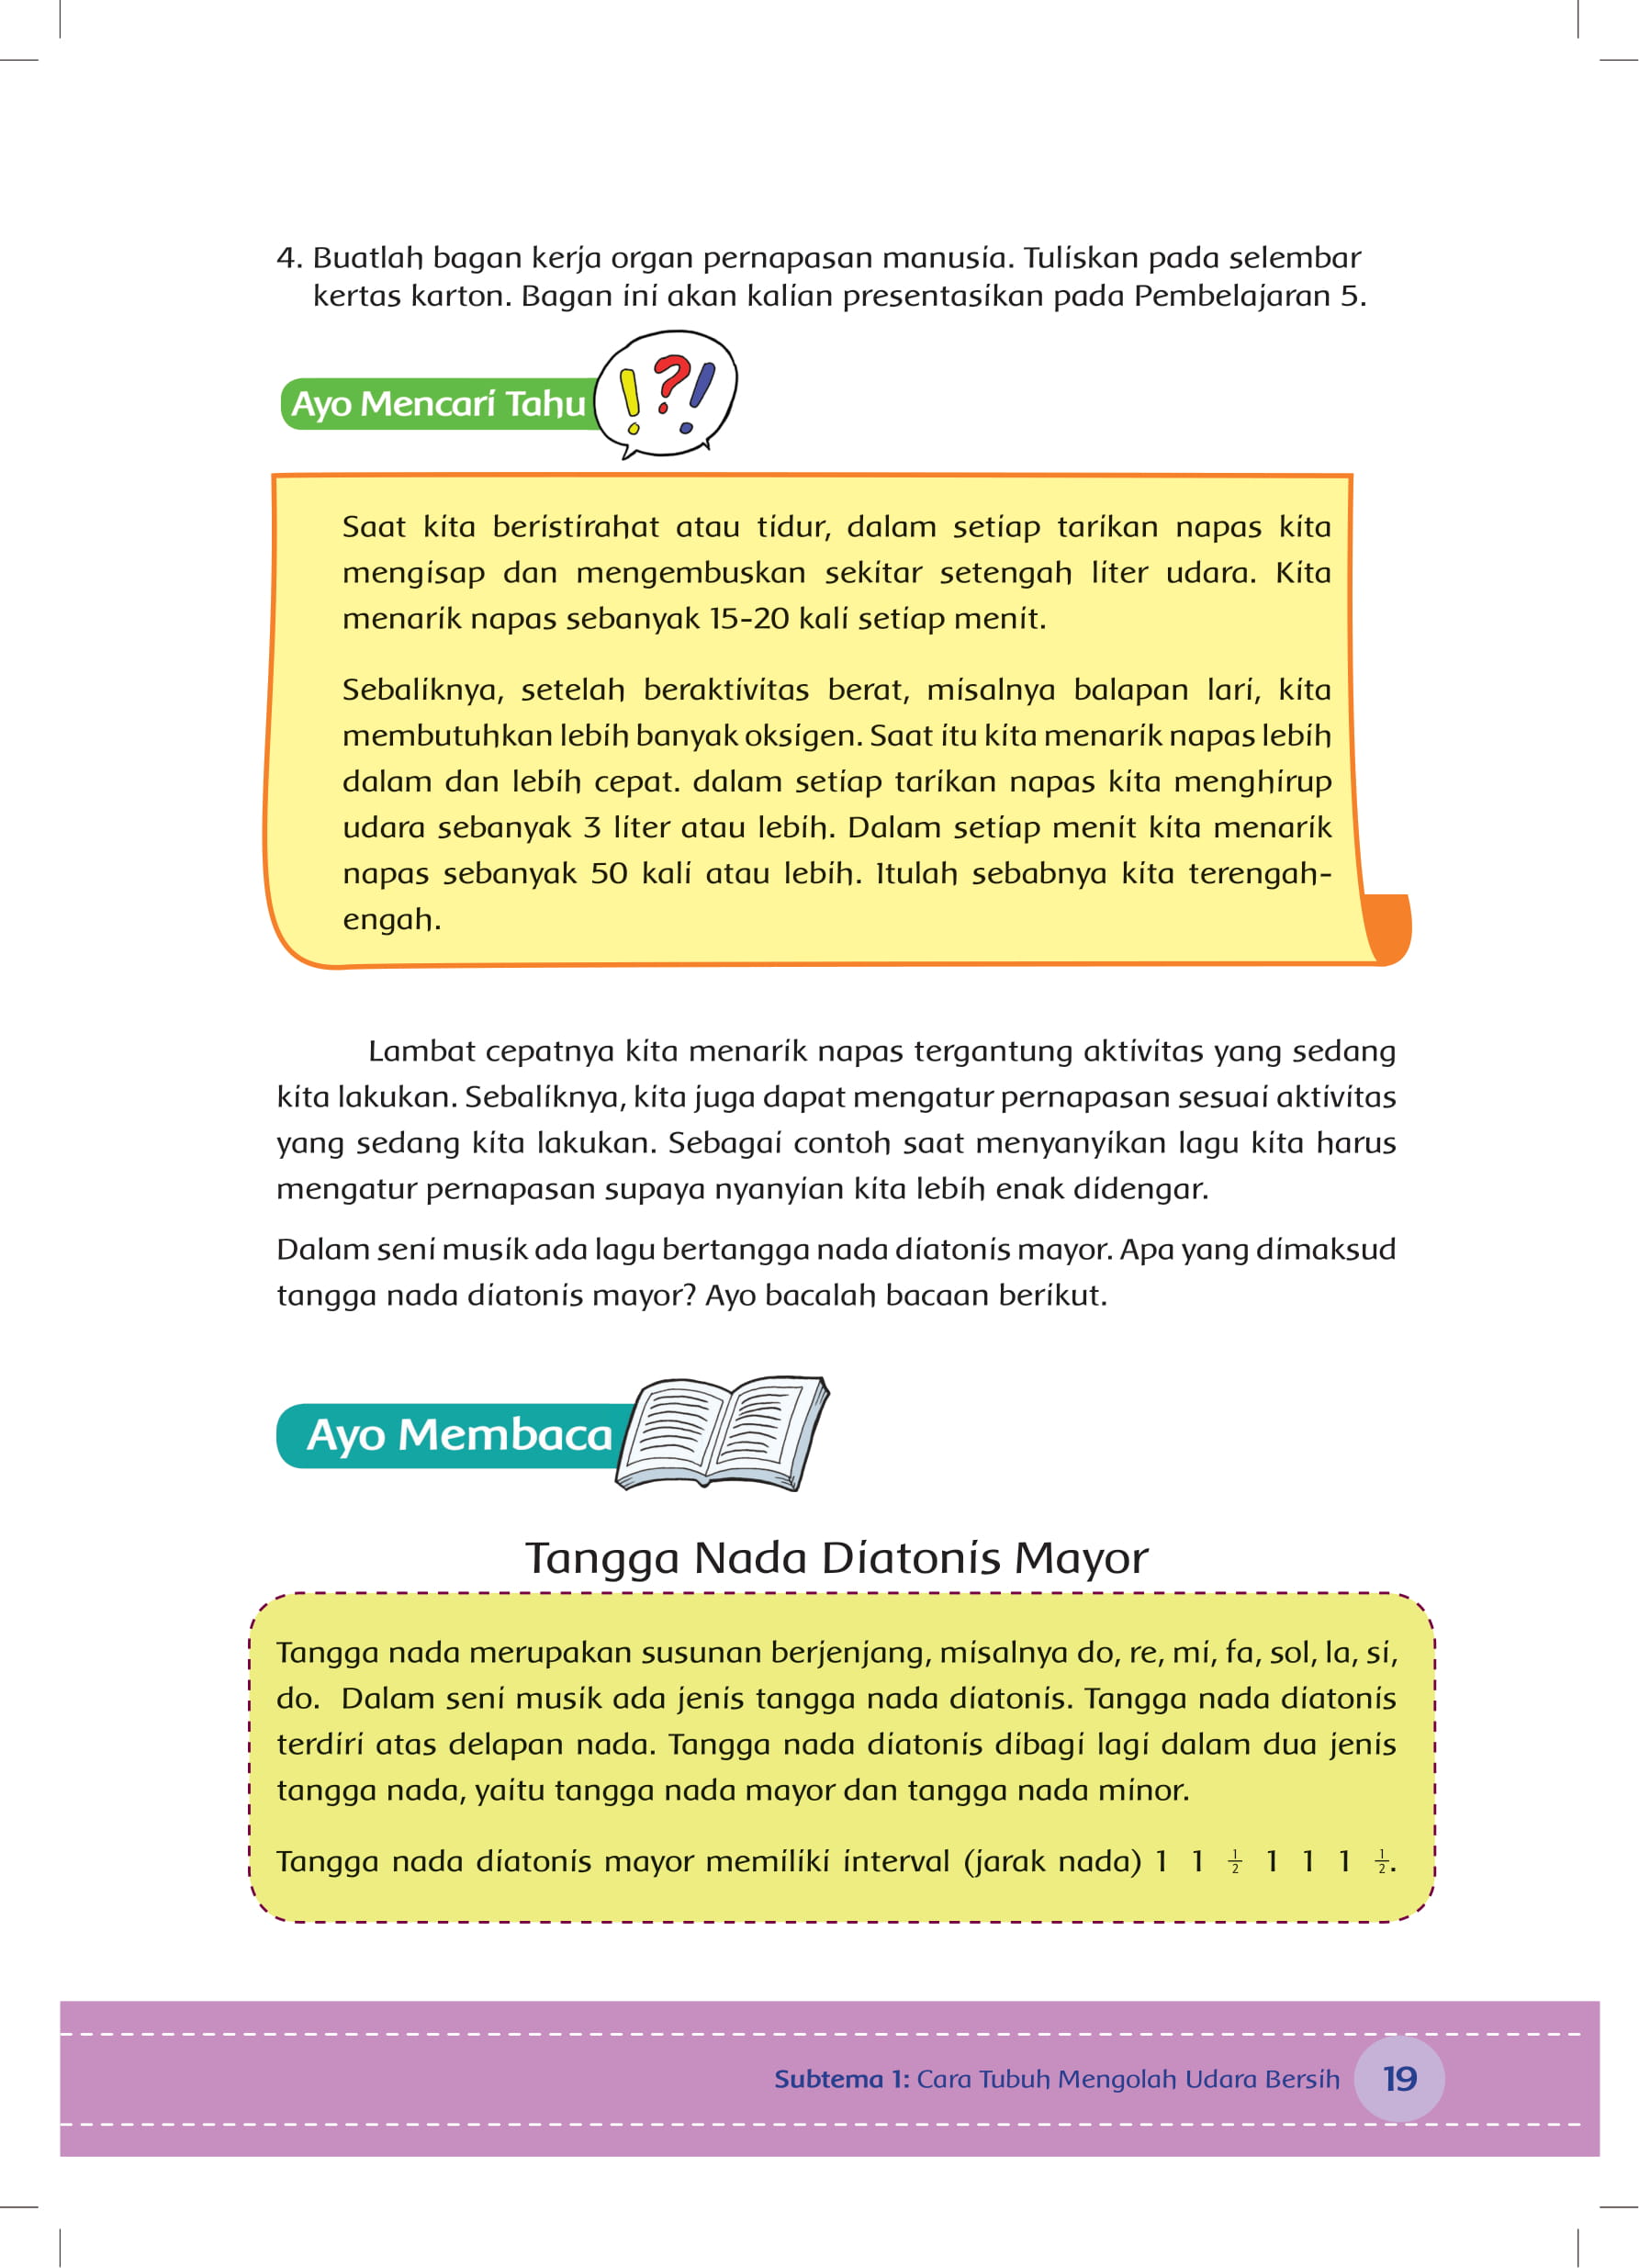 4. Buatlah bagan kerja organ pernapasan manusia. Tuliskan pada selembar
kertas karton. Bagan ini akan kalian presentasikan pada Pembelajaran 5.
Ayo Mencari Tahu
!?!
Saat kita beristirahat atau tidur, dalam setiap tarikan napas kita
mengisap dan mengembuskan sekitar setengah liter udara. Kita
menarik napas sebanyak 15-20 kali setiap menit.
Sebaliknya, setelah beraktivitas berat, misalnya balapan lari, kita
membutuhkan lebih banyak oksigen. Saat itu kita menarik napas lebih
dalam dan lebih cepat. dalam setiap tarikan napas kita menghirup
udara sebanyak 3 liter atau lebih. Dalam setiap menit kita menarik
napas sebanyak 50 kali atau lebih. Itulah sebabnya kita terengah-
engah.
Lambat cepatnya kita menarik napas tergantung aktivitas yang sedang
kita lakukan. Sebaliknya, kita juga dapat mengatur pernapasan sesuai aktivitas
yang sedang kita lakukan. Sebagai contoh saat menyanyikan lagu kita harus
mengatur pernapasan supaya nyanyian kita lebih enak didengar.
Dalam seni musik ada lagu bertangga nada diatonis mayor. Apa yang dimaksud
tangga nada diatonis mayor? Ayo bacalah bacaan berikut.
Ayo Membaca
Tangga Nada Diatonis Mayor
Tangga nada merupakan susunan berjenjang, misalnya do, re, mi, fa, sol, la, si,
do. Dalam seni musik ada jenis tangga nada diatonis. Tangga nada diatonis
terdiri atas delapan nada. Tangga nada diatonis dibagi lagi dalam dua jenis
tangga nada, yaitu tangga nada mayor dan tangga nada minor.
Tangga nada diatonis mayor memiliki interval (jarak nada) 1 1 ½ 1 1 1 ½.
Subtema 1: Cara Tubuh Mengolah Udara Bersih 19